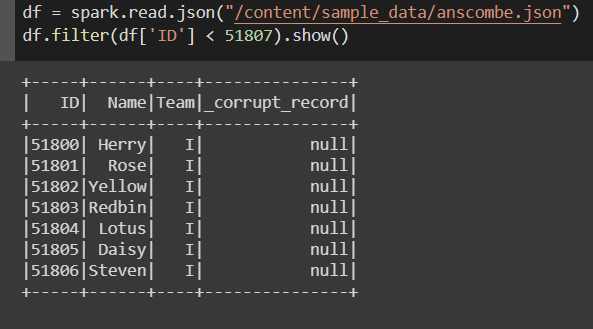 df = spark.read.json("/content/sample_data/anscombe.json")
df.filter(df['ID'] < 51807).show()
+-----+------+----+---------------+
|   ID|  Name|Team|_corrupt_record|
+-----+------+----+---------------+
|51800| Herry|   I|           null|
|51801|  Rose|   I|           null|
|51802|Yellow|   I|           null|
|51803|Redbin|   I|           null|
|51804| Lotus|   I|           null|
|51805| Daisy|   I|           null|
|51806|Steven|   I|           null|
+-----+------+----+---------------+